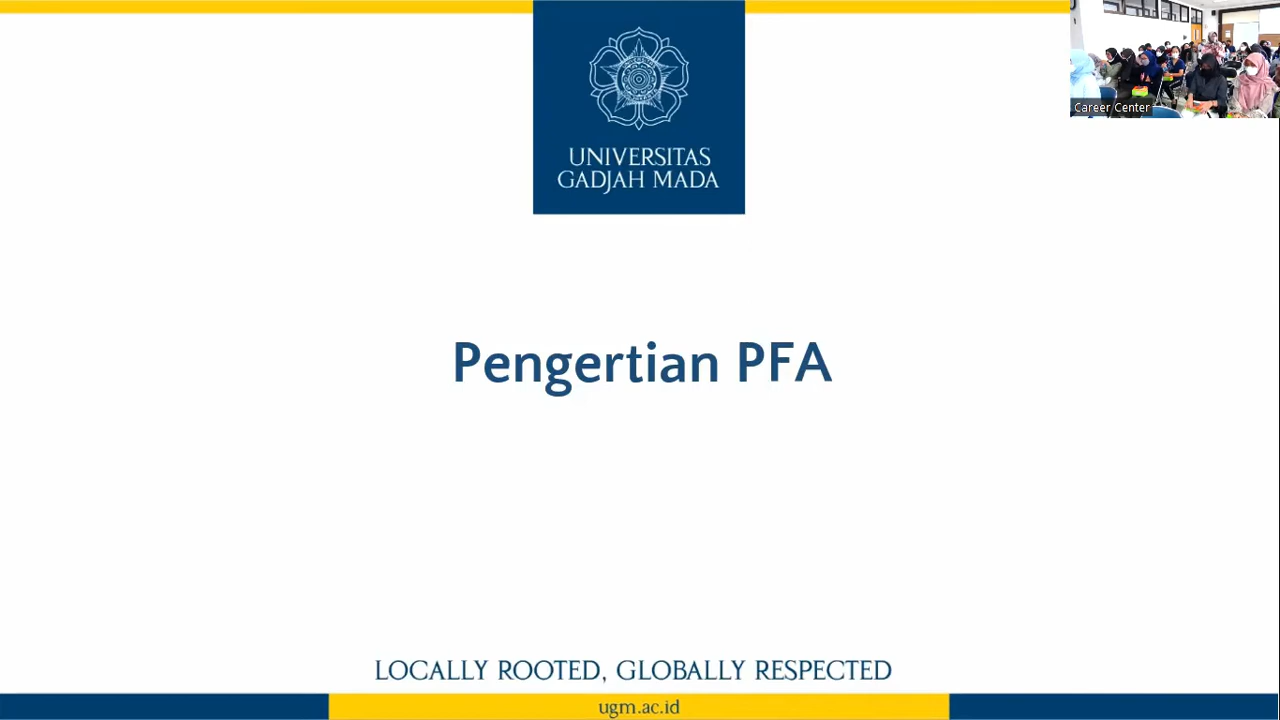 UNIVERSITAS
GADJAH MADA
Career Center
Pengertian PFA
LOCALLY ROOTED, GLOBALLY RESPECTED
ugm.ac.id